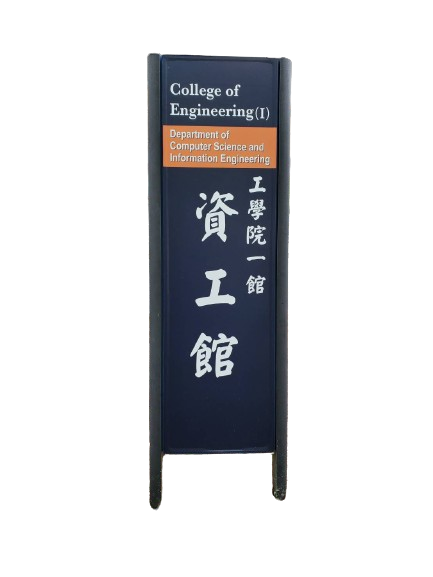 College of
Engineering(I)
Department of
Computer Science and
Information Engineering
工學院一館
資工館